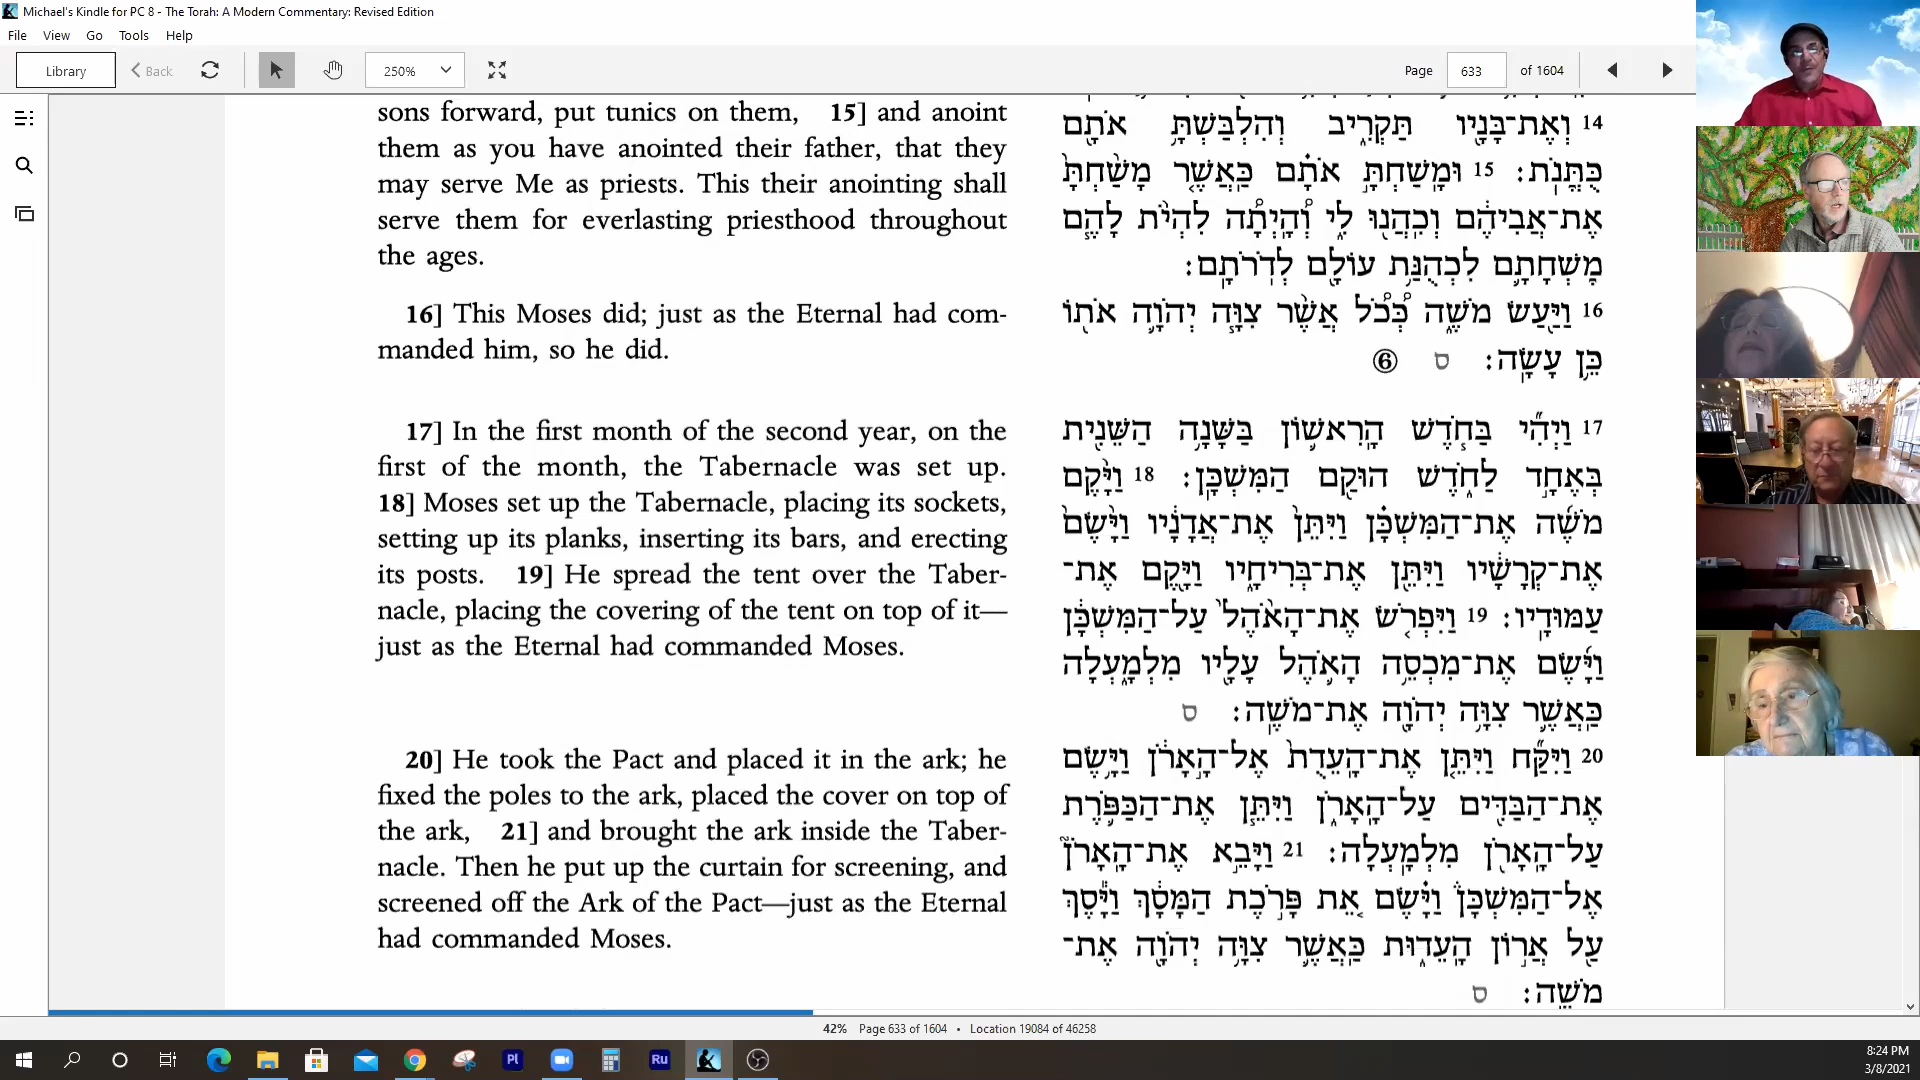 Michael's Kindle for PC 8 - The Torah: A Modern Commentary: Revised Edition
File View Go Tools Help
Library
Back
250%
Page 633 of 1604
sons forward, put tunics on them, 15] and anoint
them as you have anointed their father, that they
may serve Me as priests. This their anointing shall
serve them for everlasting priesthood throughout
the ages.
16] This Moses did; just as the Eternal had com-
manded him, so he did.
17] In the first month of the second year, on the
first of the month, the Tabernacle was set up.
18] Moses set up the Tabernacle, placing its sockets,
setting up its planks, inserting its bars, and erecting
its posts. 19] He spread the tent over the Taber-
nacle, placing the covering of the tent on top of it—
just as the Eternal had commanded Moses.
20] He took the Pact and placed it in the ark; he
fixed the poles to the ark, placed the cover on top of
the ark, 21] and brought the ark inside the Taber-
nacle. Then he put up the curtain for screening, and
screened off the Ark of the Pact—just as the Eternal
had commanded Moses.
14 וְאֶת־בָּנָ֖יו תַּקְרִ֑יב וְהִלְבַּשְׁתָּ֥ אֹתָ֖ם
כֻּתֳּנֹֽת׃ 15 וּמָשַׁחְתָּ֣ אֹתָ֗ם כַּאֲשֶׁ֤ר מָשַׁ֙חְתָּ֙
אֶת־אֲבִיהֶ֔ם וְכִהֲנ֖וּ לִ֑י וְ֠הָיְתָ֠ה לִהְיֹ֨ת לָהֶ֧ם
מָשְׁחָתָ֛ם לִכְהֻנַּ֥ת עוֹלָ֖ם לְדֹרֹתָֽם׃
16 וַיַּ֖עַשׂ מֹשֶׁ֑ה כְּ֠כֹל אֲשֶׁ֨ר צִוָּ֧ה יְהֹוָ֛ה אֹת֖וֹ
כֵּ֥ן עָשָֽׂה׃ ס ⑥
17 וַיְהִ֞י בַּחֹ֧דֶשׁ הָרִאשׁ֛וֹן בַּשָּׁנָ֥ה הַשֵּׁנִ֖ית
בְּאֶחָ֣ד לַחֹ֑דֶשׁ הוּקַ֖ם הַמִּשְׁכָּֽן׃ 18 וַיָּ֨קֶם
מֹשֶׁ֜ה אֶת־הַמִּשְׁכָּ֗ן וַיִּתֵּן֙ אֶת־אֲדָנָ֔יו וַיָּ֙שֶׂם֙
אֶת־קְרָשָׁ֔יו וַיִּתֵּ֖ן אֶת־בְּרִיחָ֑יו וַיָּ֖קֶם אֶת־
עַמּוּדָֽיו׃ 19 וַיִּפְרֹ֤שׂ אֶת־הָאֹ֙הֶל֙ עַל־הַמִּשְׁכָּ֔ן
וַיָּ֜שֶׂם אֶת־מִכְסֵ֥ה הָאֹ֛הֶל עָלָ֖יו מִלְמָ֑עְלָה
כַּאֲשֶׁ֛ר צִוָּ֥ה יְהֹוָ֖ה אֶת־מֹשֶֽׁה׃ ס
20 וַיִּקַּ֞ח וַיִּתֵּ֤ן אֶת־הָעֵדֻת֙ אֶל־הָ֣אָרֹ֔ן וַיָּ֥שֶׂם
אֶת־הַבַּדִּ֖ים עַל־הָאָרֹ֑ן וַיִּתֵּ֧ן אֶת־הַכַּפֹּ֛רֶת
עַל־הָאָרֹ֖ן מִלְמָֽעְלָה׃ 21 וַיָּבֵ֣א אֶת־הָאָרֹן֮
אֶל־הַמִּשְׁכָּן֒ וַיָּ֗שֶׂם אֵ֚ת פָּרֹ֣כֶת הַמָּסָ֔ךְ וַיָּ֕סֶךְ
עַ֖ל אֲר֣וֹן הָעֵד֑וּת כַּאֲשֶׁ֛ר צִוָּ֥ה יְהֹוָ֖ה אֶת־
מֹשֶֽׁה׃ ס
42% Page 633 of 1604 • Location 19084 of 46258
Pl Ru
8:24 PM
3/8/2021